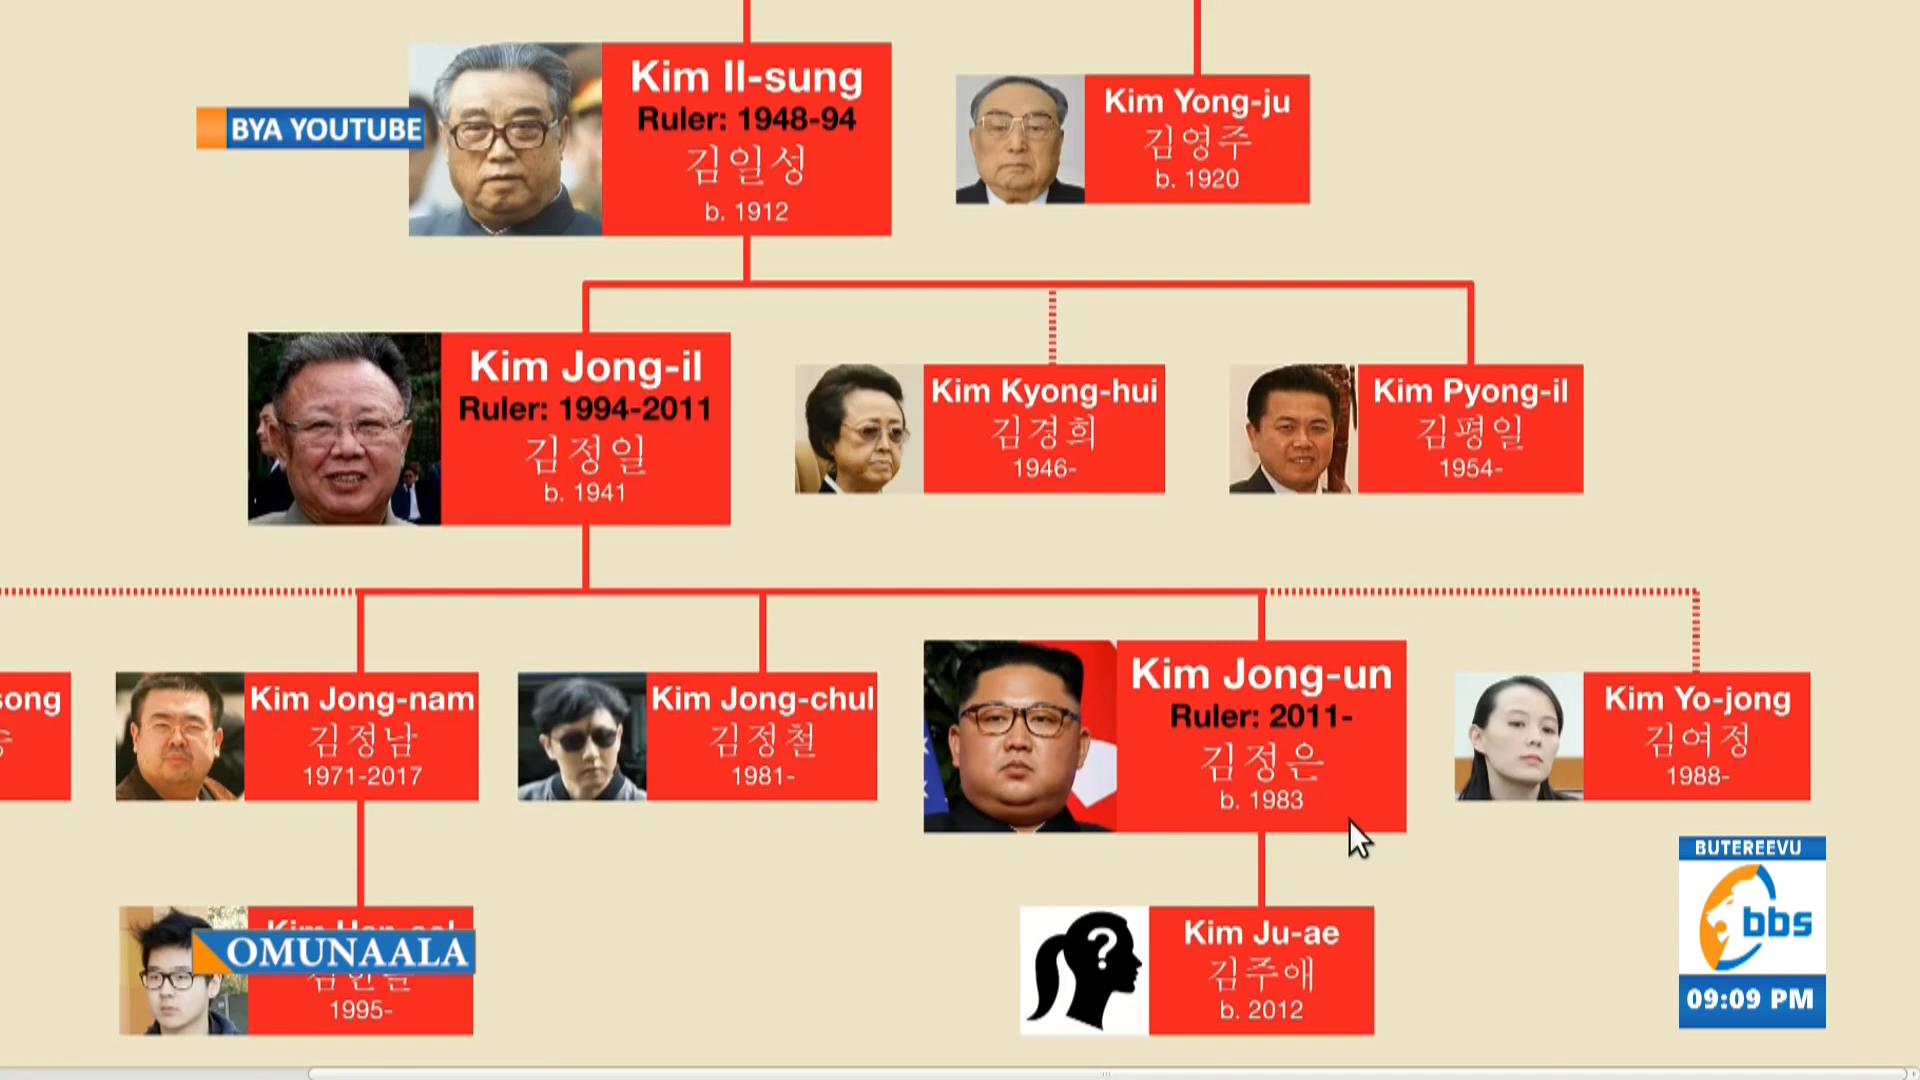 Kim Il-sung
Ruler: 1948-94
김일성
b. 1912
BYA YOUTUBE
Kim Yong-ju
김영주
b. 1920
Kim Jong-il
Ruler: 1994-2011
김정일
b. 1941
Kim Kyong-hui
김경희
1946-
Kim Pyong-il
김평일
1954-
song
Kim Jong-nam
김정남
1971-2017
Kim Jong-chul
김정철
1981-
Kim Jong-un
Ruler: 2011-
김정은
b. 1983
Kim Yo-jong
김여정
1988-
OMUNAALA
1995-
Kim Ju-ae
김주애
b. 2012
BUTEREEVU
bbs
09:09 PM